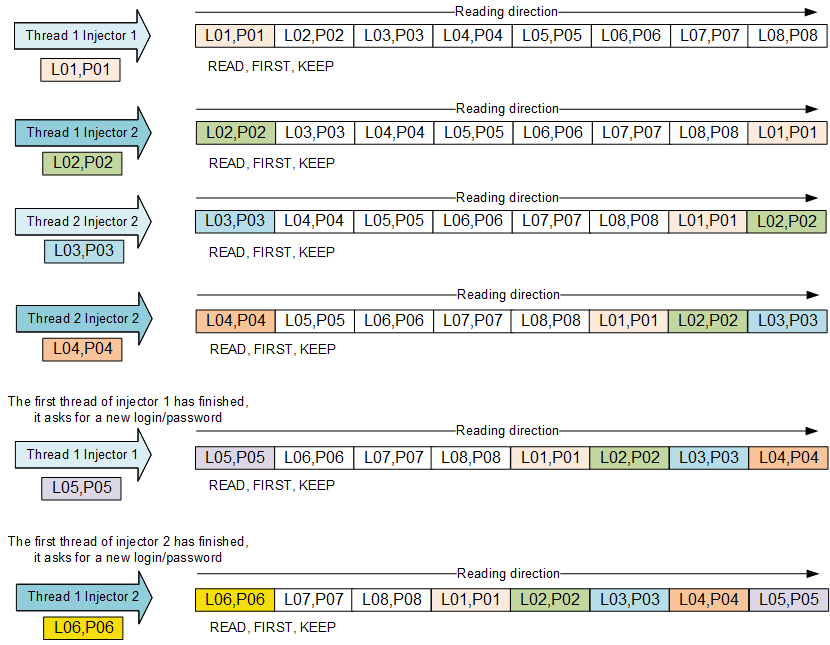 Reading direction
Thread 1 Injector 1
L01,P01 L02,P02 L03,P03 L04,P04 L05,P05 L06,P06 L07,P07 L08,P08
L01,P01
READ, FIRST, KEEP
Reading direction
Thread 1 Injector 2
L02,P02 L03,P03 L04,P04 L05,P05 L06,P06 L07,P07 L08,P08 L01,P01
L02,P02
READ, FIRST, KEEP
Reading direction
Thread 2 Injector 2
L03,P03 L04,P04 L05,P05 L06,P06 L07,P07 L08,P08 L01,P01 L02,P02
L03,P03
READ, FIRST, KEEP
Reading direction
Thread 2 Injector 2
L04,P04 L05,P05 L06,P06 L07,P07 L08,P08 L01,P01 L02,P02 L03,P03
L04,P04
READ, FIRST, KEEP
The first thread of injector 1 has finished,
it asks for a new login/password
Reading direction
Thread 1 Injector 1
L05,P05 L06,P06 L07,P07 L08,P08 L01,P01 L02,P02 L03,P03 L04,P04
L05,P05
READ, FIRST, KEEP
The first thread of injector 2 has finished,
it asks for a new login/password
Reading direction
Thread 1 Injector 2
L06,P06 L07,P07 L08,P08 L01,P01 L02,P02 L03,P03 L04,P04 L05,P05
L06,P06
READ, FIRST, KEEP